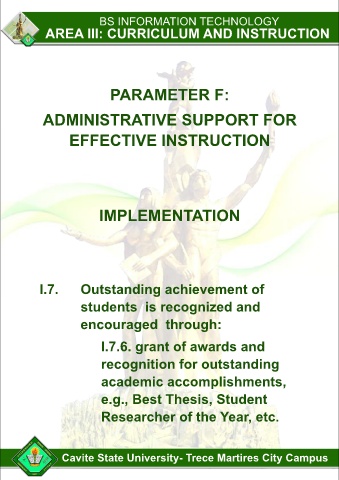 BS INFORMATION TECHNOLOGY
AREA III: CURRICULUM AND INSTRUCTION
PARAMETER F:
ADMINISTRATIVE SUPPORT FOR
EFFECTIVE INSTRUCTION
IMPLEMENTATION
I.7. Outstanding achievement of
students is recognized and
encouraged through:
I.7.6. grant of awards and
recognition for outstanding
academic accomplishments,
e.g., Best Thesis, Student
Researcher of the Year, etc.
Cavite State University- Trece Martires City Campus